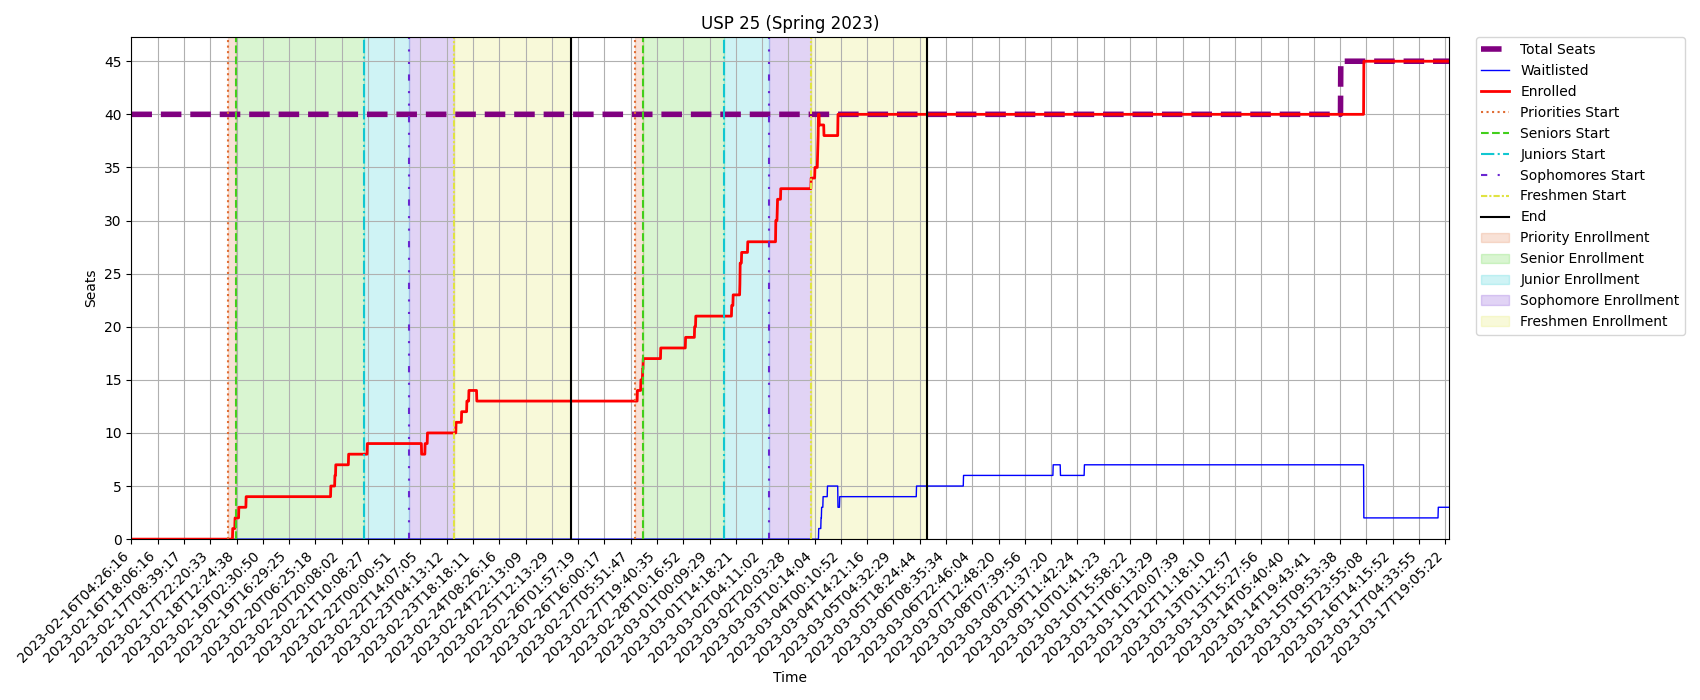 USP 25 (Spring 2023)
Seats
45
40
35
30
25
20
15
10
5
0
2023-02-16T04:26:16
2023-02-16T18:06:16
2023-02-17T08:39:17
2023-02-17T22:20:33
2023-02-18T12:24:38
2023-02-19T02:30:50
2023-02-19T16:29:25
2023-02-20T06:25:18
2023-02-20T20:08:02
2023-02-21T10:08:27
2023-02-22T00:00:51
2023-02-22T14:07:05
2023-02-23T04:13:12
2023-02-23T18:18:11
2023-02-24T08:26:16
2023-02-24T22:13:09
2023-02-25T12:13:29
2023-02-26T01:57:19
2023-02-26T16:00:17
2023-02-27T05:51:47
2023-02-27T19:40:35
2023-02-28T10:16:52
2023-03-01T00:09:29
2023-03-01T14:18:21
2023-03-02T04:11:02
2023-03-02T20:03:28
2023-03-03T10:14:04
2023-03-04T00:10:52
2023-03-04T14:21:16
2023-03-05T04:32:29
2023-03-05T18:24:44
2023-03-06T08:35:34
2023-03-06T22:46:04
2023-03-07T12:48:20
2023-03-08T07:39:56
2023-03-08T21:37:20
2023-03-09T11:42:24
2023-03-10T01:41:23
2023-03-10T15:58:22
2023-03-11T06:13:29
2023-03-11T20:07:39
2023-03-12T11:18:10
2023-03-13T01:12:57
2023-03-13T15:27:56
2023-03-14T05:40:40
2023-03-14T19:43:41
2023-03-15T09:53:38
2023-03-15T23:55:08
2023-03-16T14:15:52
2023-03-17T04:33:55
2023-03-17T19:05:22
Time
Total Seats
Waitlisted
Enrolled
Priorities Start
Seniors Start
Juniors Start
Sophomores Start
Freshmen Start
End
Priority Enrollment
Senior Enrollment
Junior Enrollment
Sophomore Enrollment
Freshmen Enrollment